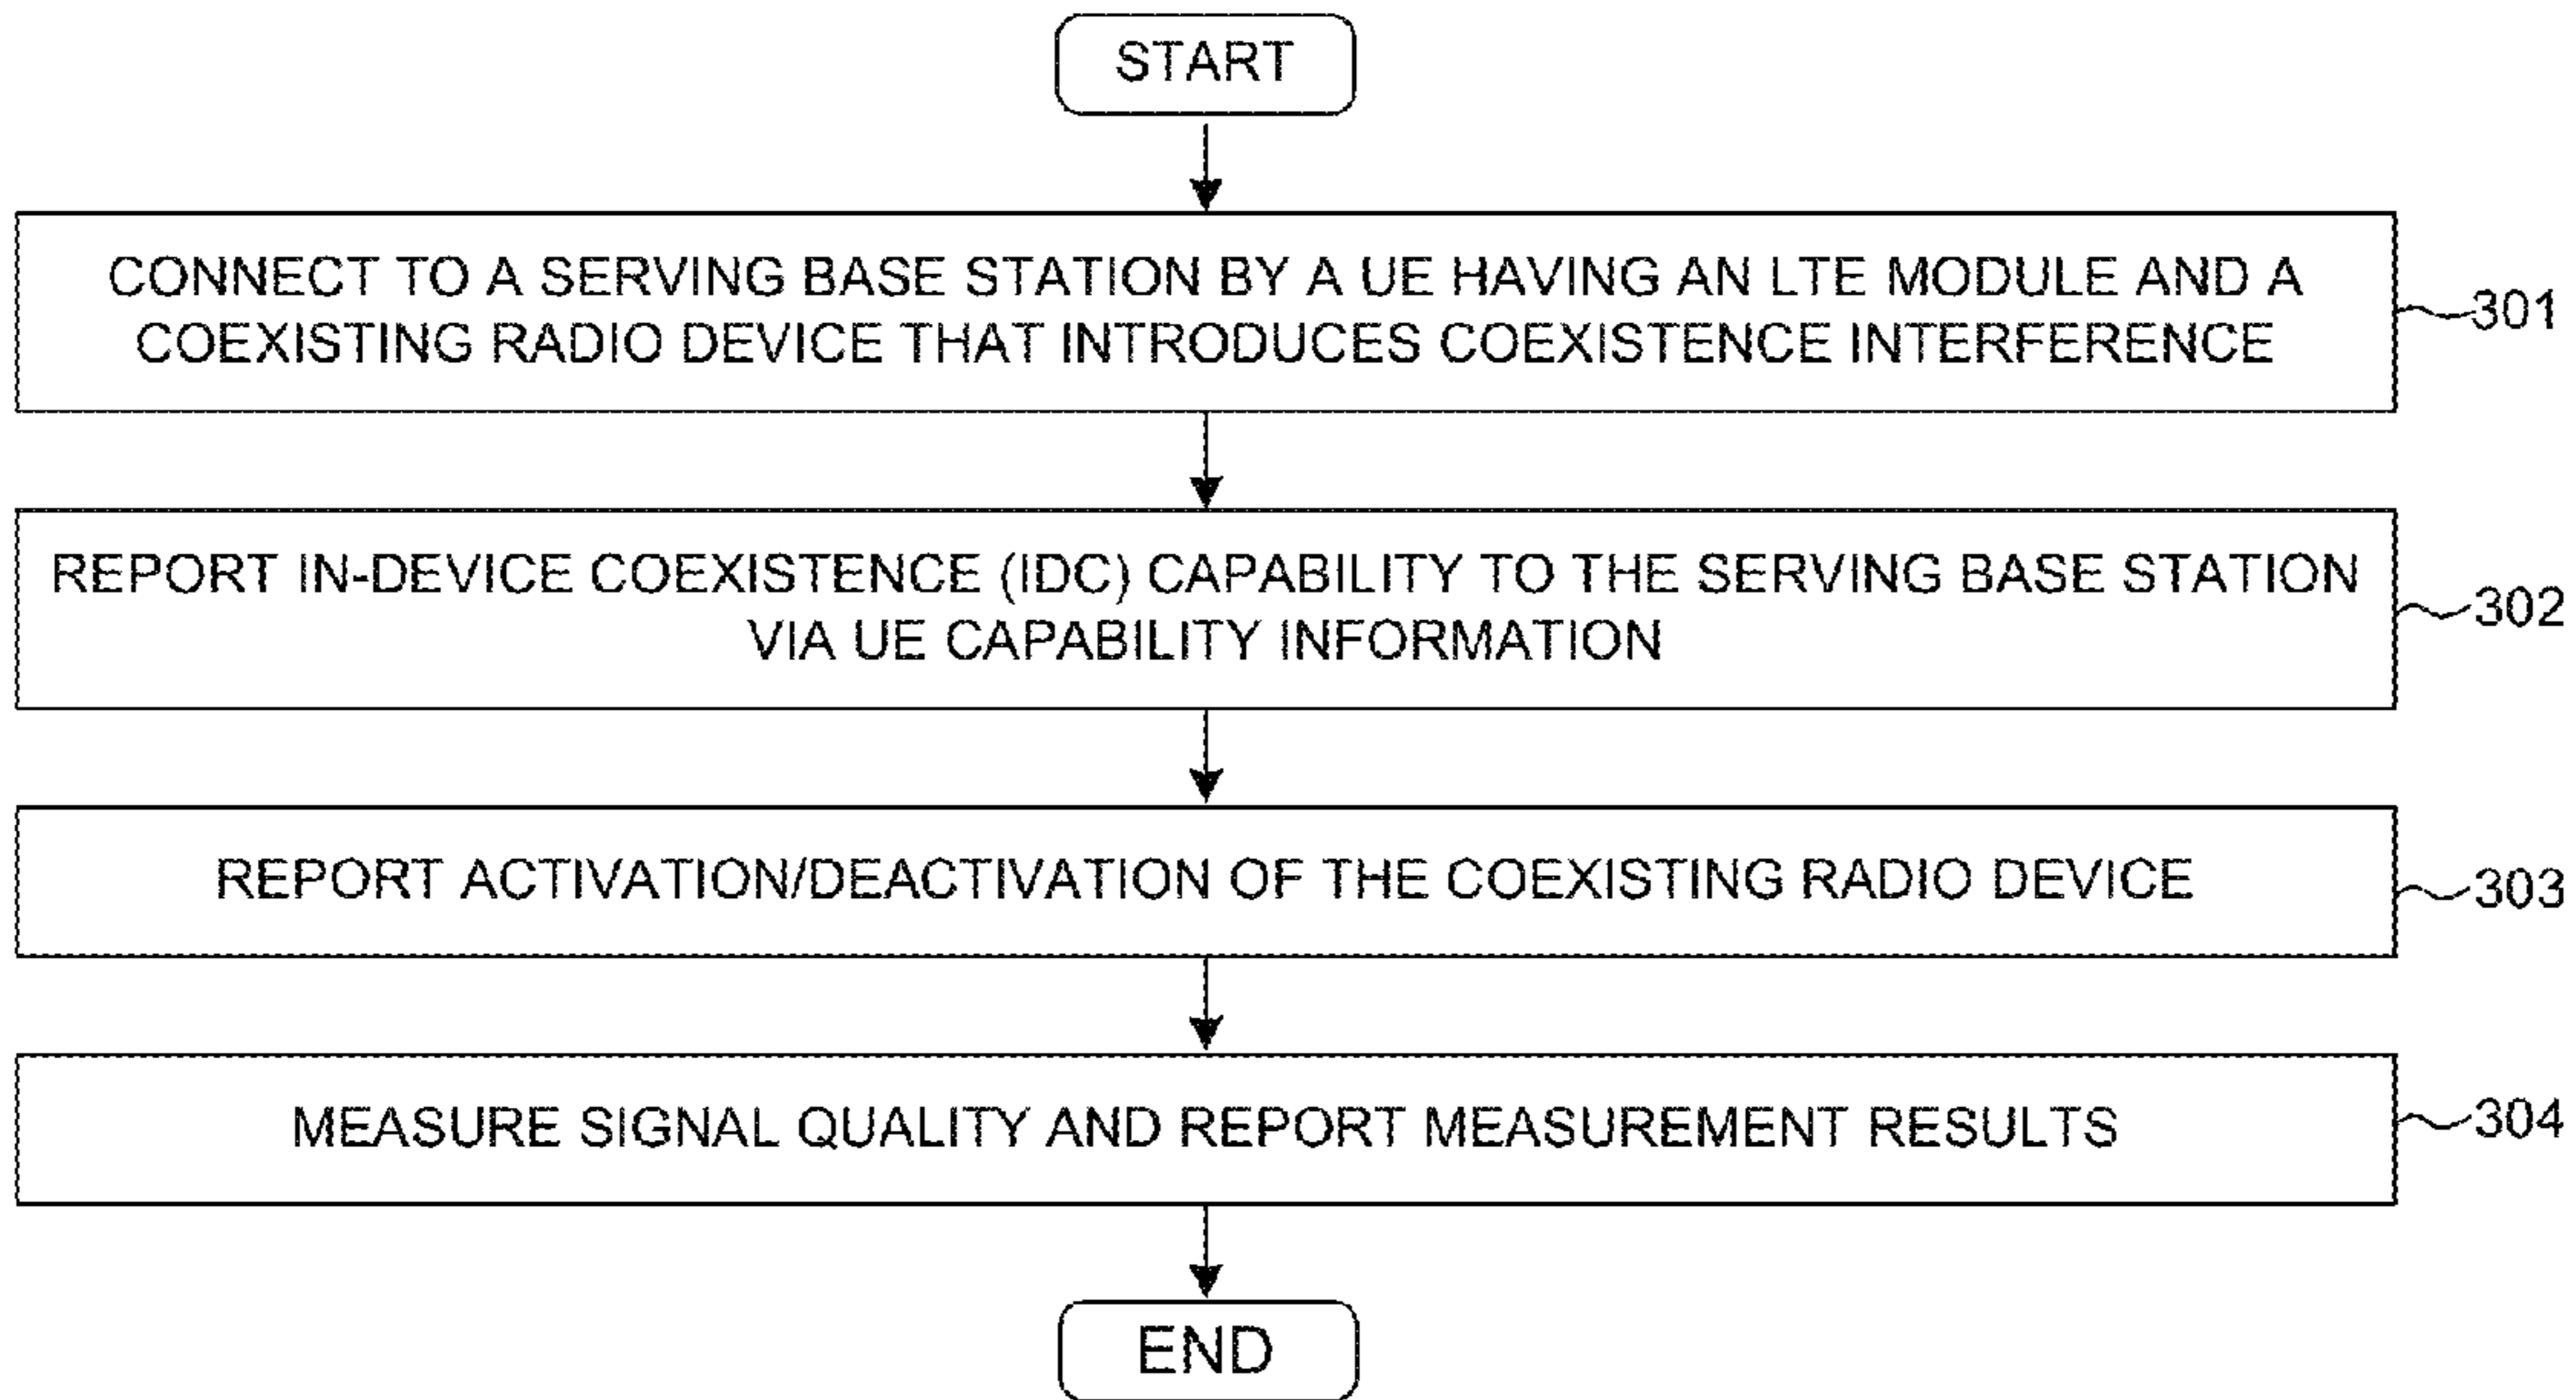 START
CONNECT TO A SERVING BASE STATION BY A UE HAVING AN LTE MODULE AND A
COEXISTING RADIO DEVICE THAT INTRODUCES COEXISTENCE INTERFERENCE
301
REPORT IN-DEVICE COEXISTENCE (IDC) CAPABILITY TO THE SERVING BASE STATION
VIA UE CAPABILITY INFORMATION
302
REPORT ACTIVATION/DEACTIVATION OF THE COEXISTING RADIO DEVICE
303
MEASURE SIGNAL QUALITY AND REPORT MEASUREMENT RESULTS
304
END